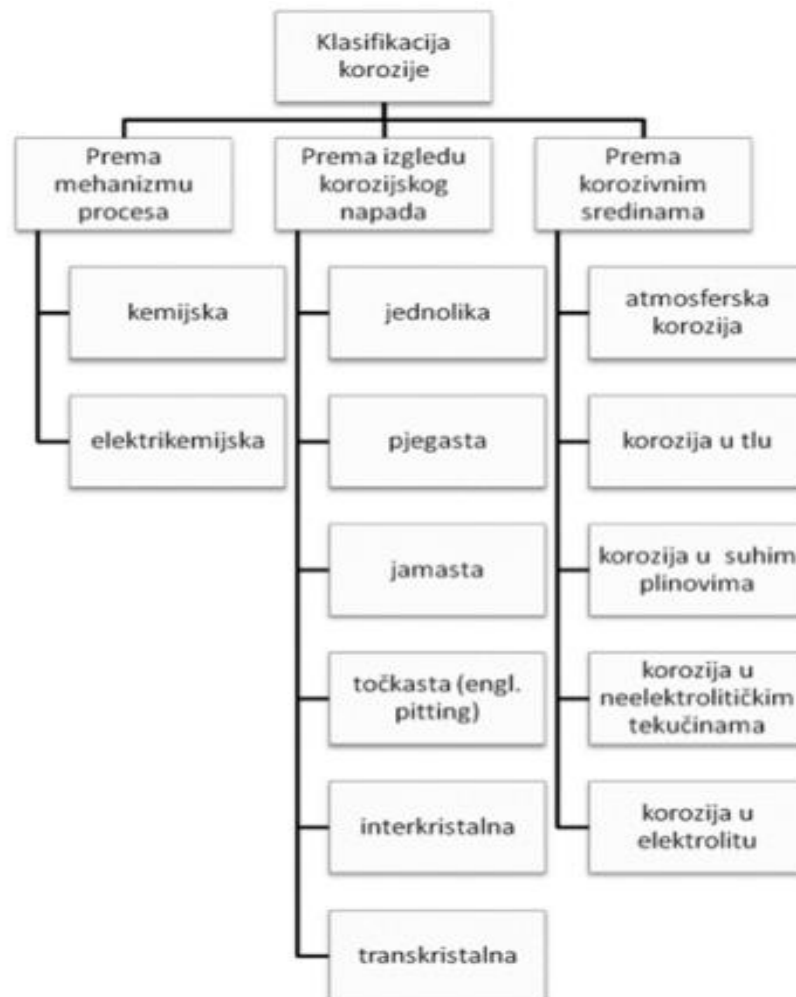 Klasifikacija
korozije
Prema
mehanizmu
procesa
kemijska
elektrikemijska
Prema izgledu
korozijskog
napada
jednolika
pjegasta
jamasta
točkasta (engl.
pitting)
interkristalna
transkristalna
Prema
korozivnim
sredinama
atmosferska
korozija
korozija u tlu
korozija u suhim
plinovima
korozija u
neelektrolitičkim
tekučinama
korozija u
elektrolitu